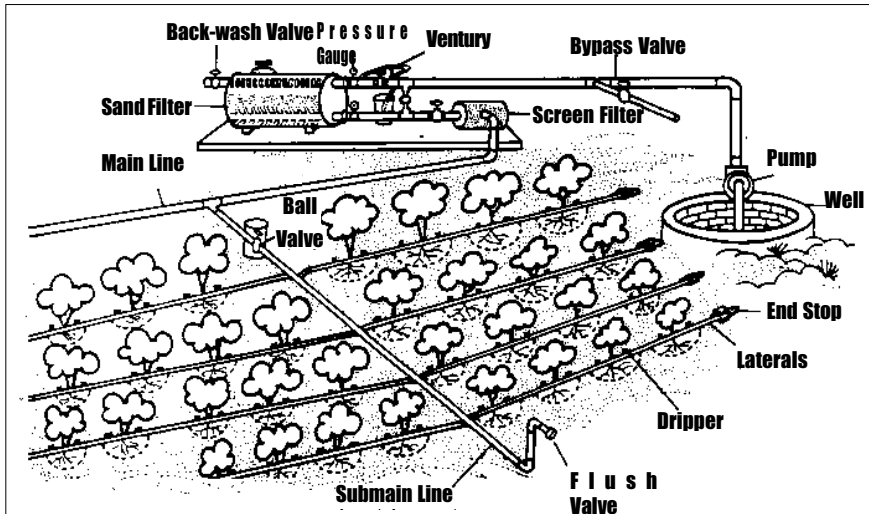 Back-wash Valve
Pressure
Gauge
Ventury
Bypass Valve
Sand Filter
Screen Filter
Main Line
Pump
Ball
Valve
Well
End Stop
Laterals
Dripper
Submain Line
Flush
Valve